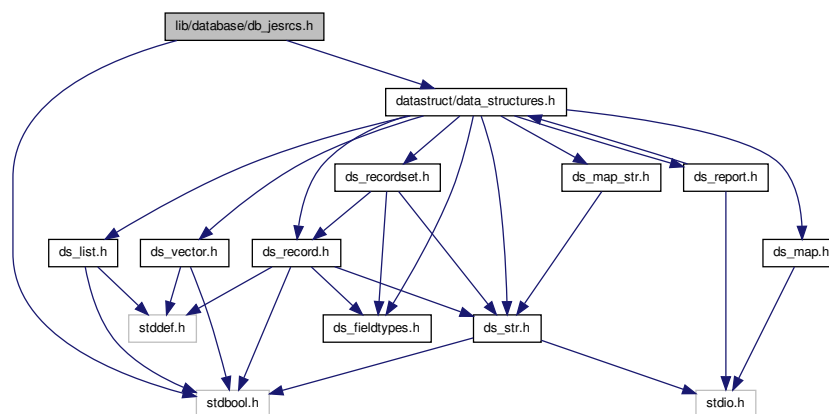 lib/database/db_jesrcs.h
datastruct/data_structures.h
ds_recordset.h
ds_map_str.h
ds_report.h
ds_list.h
ds_vector.h
ds_record.h
ds_map.h
stddef.h
ds_fieldtypes.h
ds_str.h
stdbool.h
stdio.h